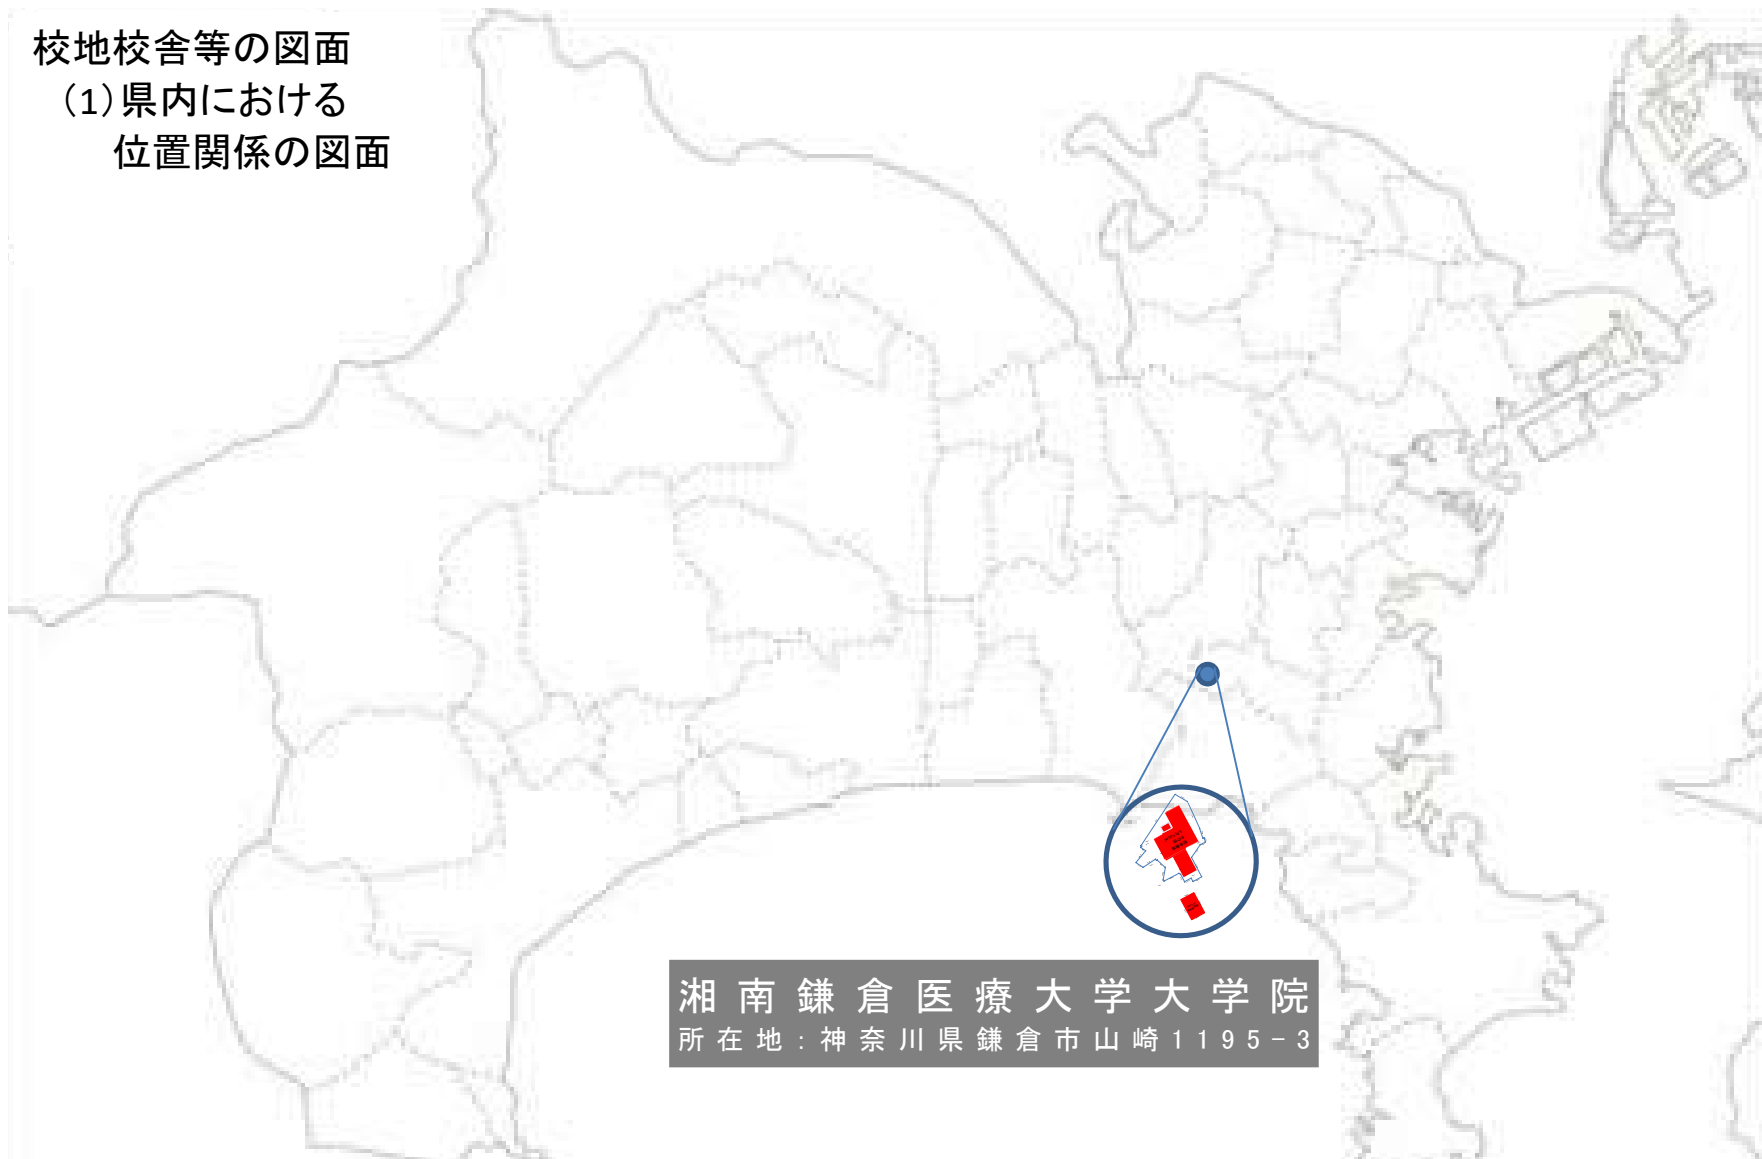 校地校舎等の図面
（1）県内における
位置関係の図面
湘南鎌倉医療大学大学院
所在地：神奈川県鎌倉市山崎1195−3